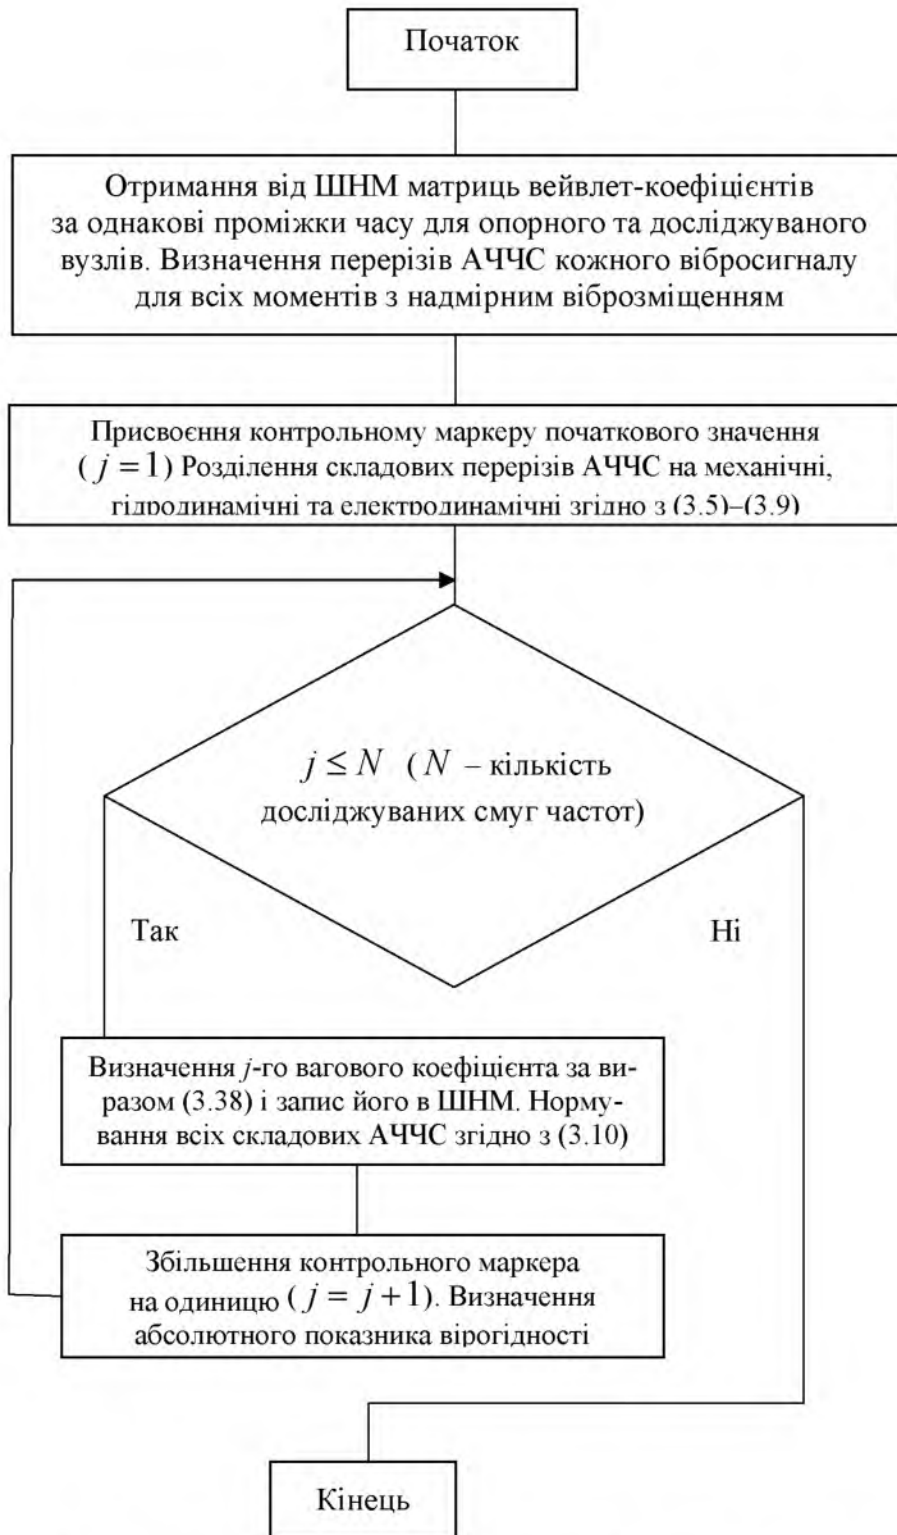 Початок
Отримання від ШНМ матриць вейвлет-коефіцієнтів
за однакові проміжки часу для опорного та досліджуваного
вузлів. Визначення перерізів АЧЧС кожного вібросигналу
для всіх моментів з надмірним віброзміщенням
Присвоєння контрольному маркеру початкового значення
( j = 1 ) Розділення складових перерізів АЧЧС на механічні,
гідродинамічні та електродинамічні згідно з (3.5)–(3.9)
j ≤ N ( N – кількість
досліджуваних смуг частот)
Так
Ні
Визначення j-го вагового коефіцієнта за ви-
разом (3.38) і запис його в ШНМ. Норму-
вання всіх складових АЧЧС згідно з (3.10)
Збільшення контрольного маркера
на одиницю ( j = j +1 ). Визначення
абсолютного показника вірогідності
Кінець